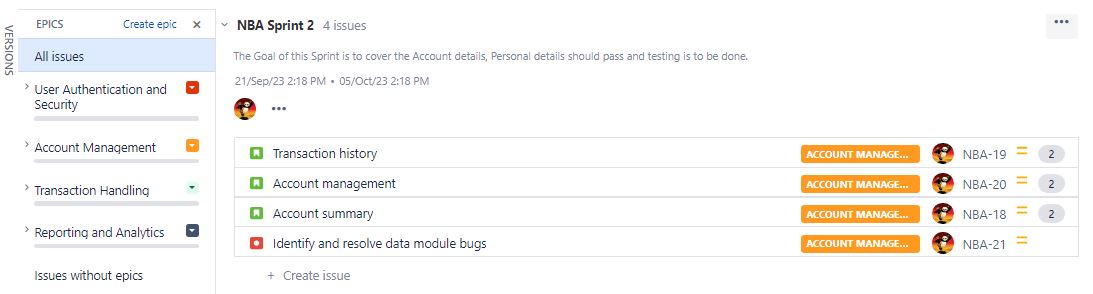 VERSIONS
EPICS Create epic ×
All issues
User Authentication and
Security
Account Management
Transaction Handling
Reporting and Analytics
Issues without epics
NBA Sprint 2 4 issues •••
The Goal of this Sprint is to cover the Account details, Personal details should pass and testing is to be done.
21/Sep/23 2:18 PM • 05/Oct/23 2:18 PM
•••
Transaction history ACCOUNT MANAGE... NBA-19 2
Account management ACCOUNT MANAGE... NBA-20 2
Account summary ACCOUNT MANAGE... NBA-18 2
Identify and resolve data module bugs ACCOUNT MANAGE... NBA-21
+ Create issue